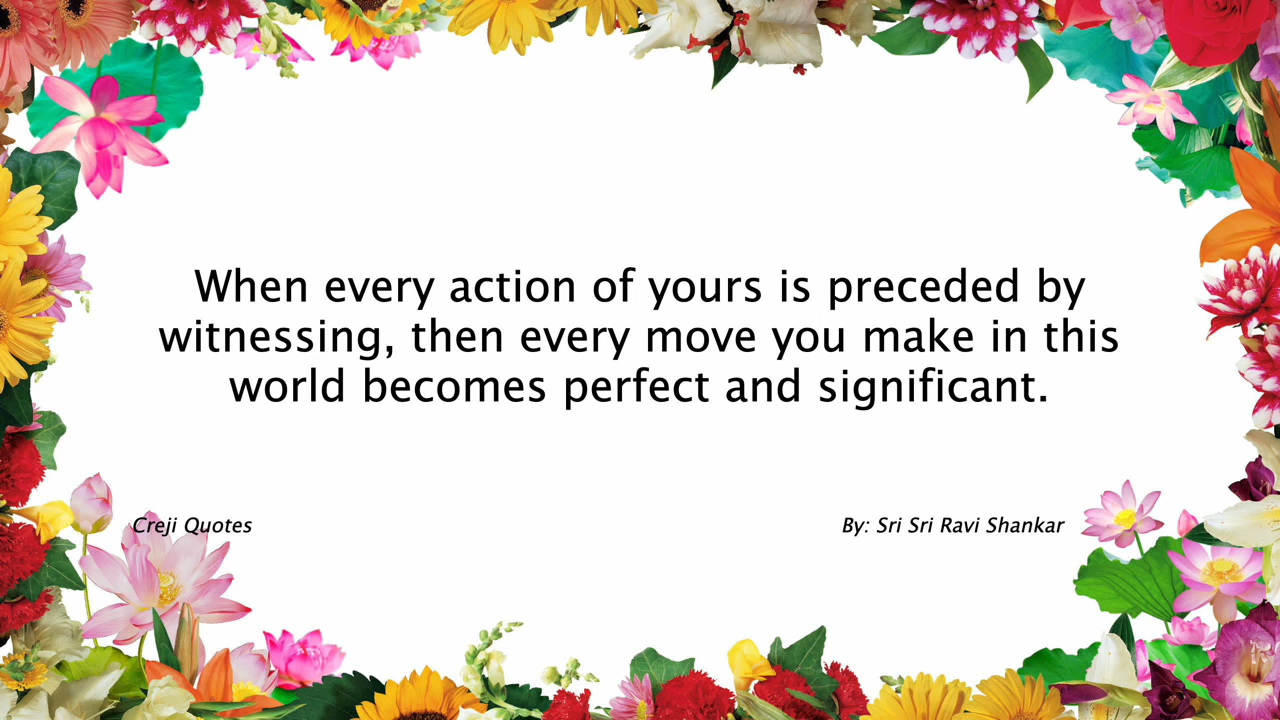 When every action of yours is preceded by
witnessing, then every move you make in this
world becomes perfect and significant.
Creji Quotes
By: Sri Sri Ravi Shankar